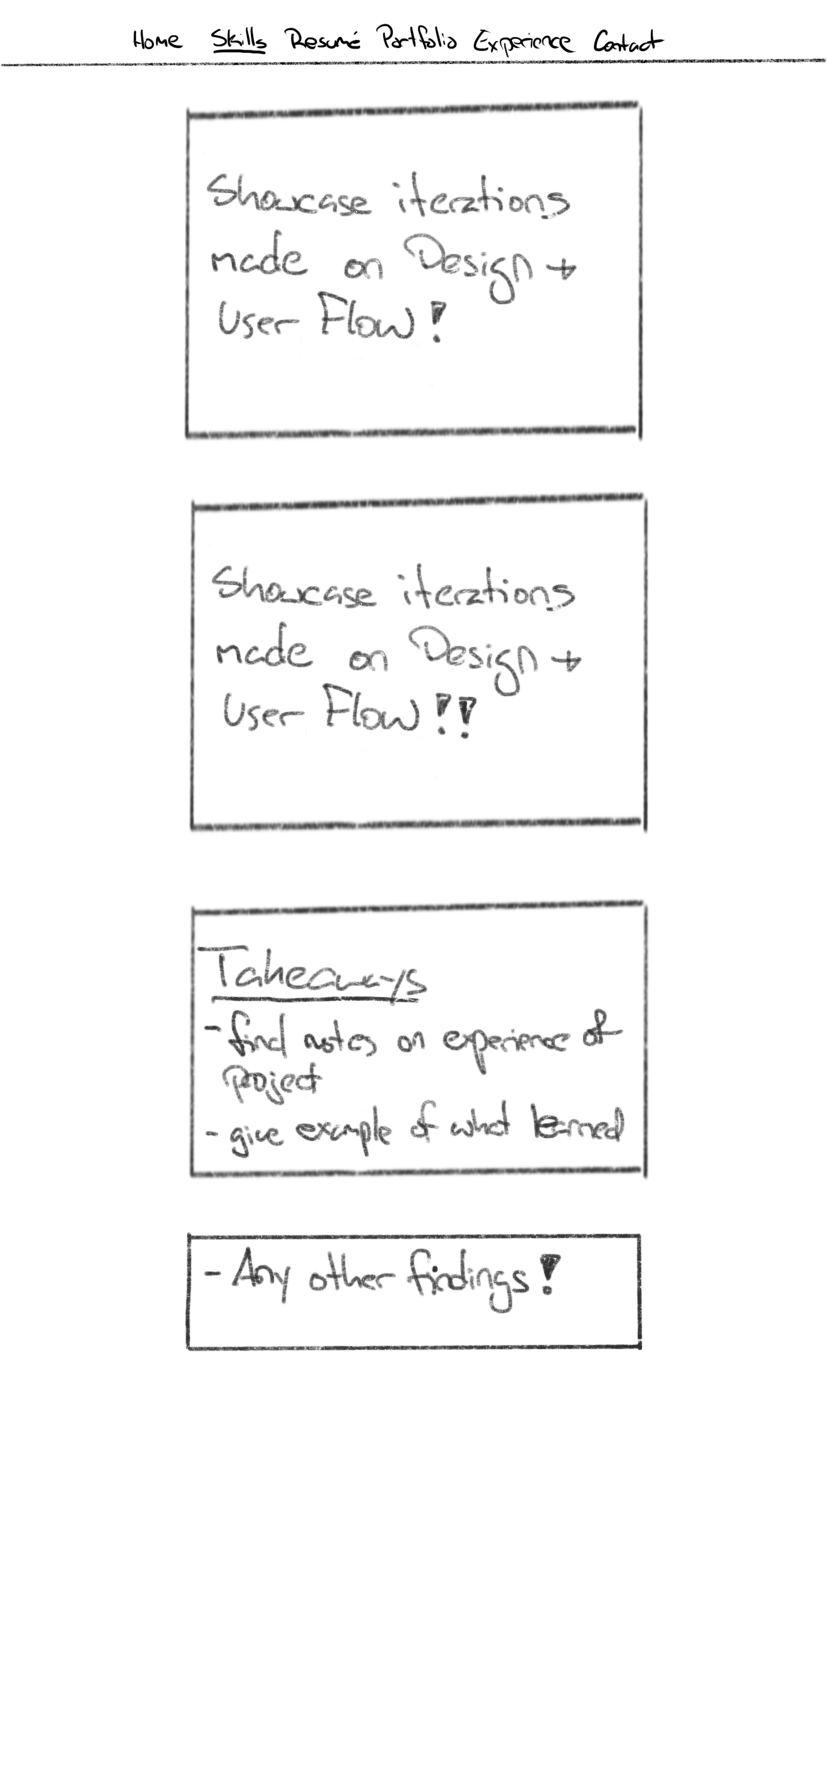 Home Skills Resumé Portfolio Experience Contact
Showcase iterations
made on Design +
User Flow!
Showcase iterations
made on Design +
User Flow!!
Takeaways
- find notes on experience of
project
- give example of what learned
- Any other findings!